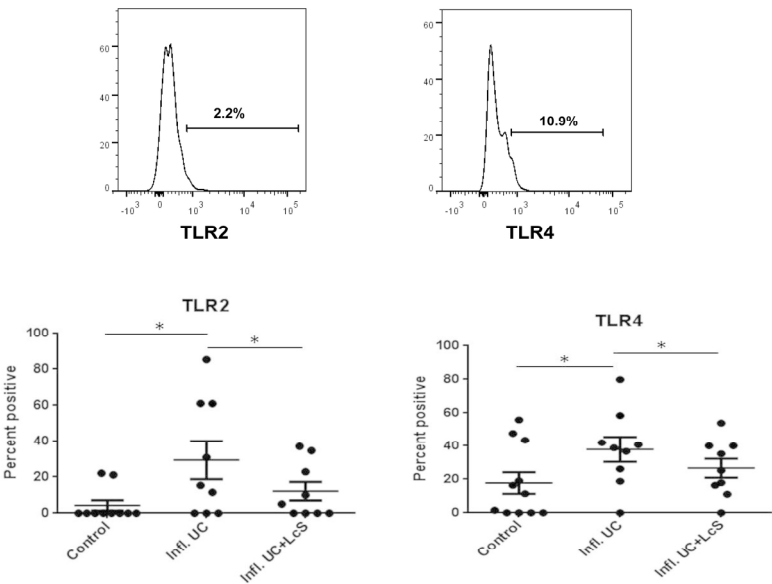 60
40
20
0
2.2%
-10³ 0 10³ 10⁴ 10⁵
TLR2
60
40
20
0
10.9%
-10³ 0 10³ 10⁴ 10⁵
TLR4
TLR2
Percent positive
100
80
60
40
20
0
*
*
Control
Infl. UC
Infl. UC+LcS
TLR4
Percent positive
100
80
60
40
20
0
*
*
Control
Infl. UC
Infl. UC+LcS